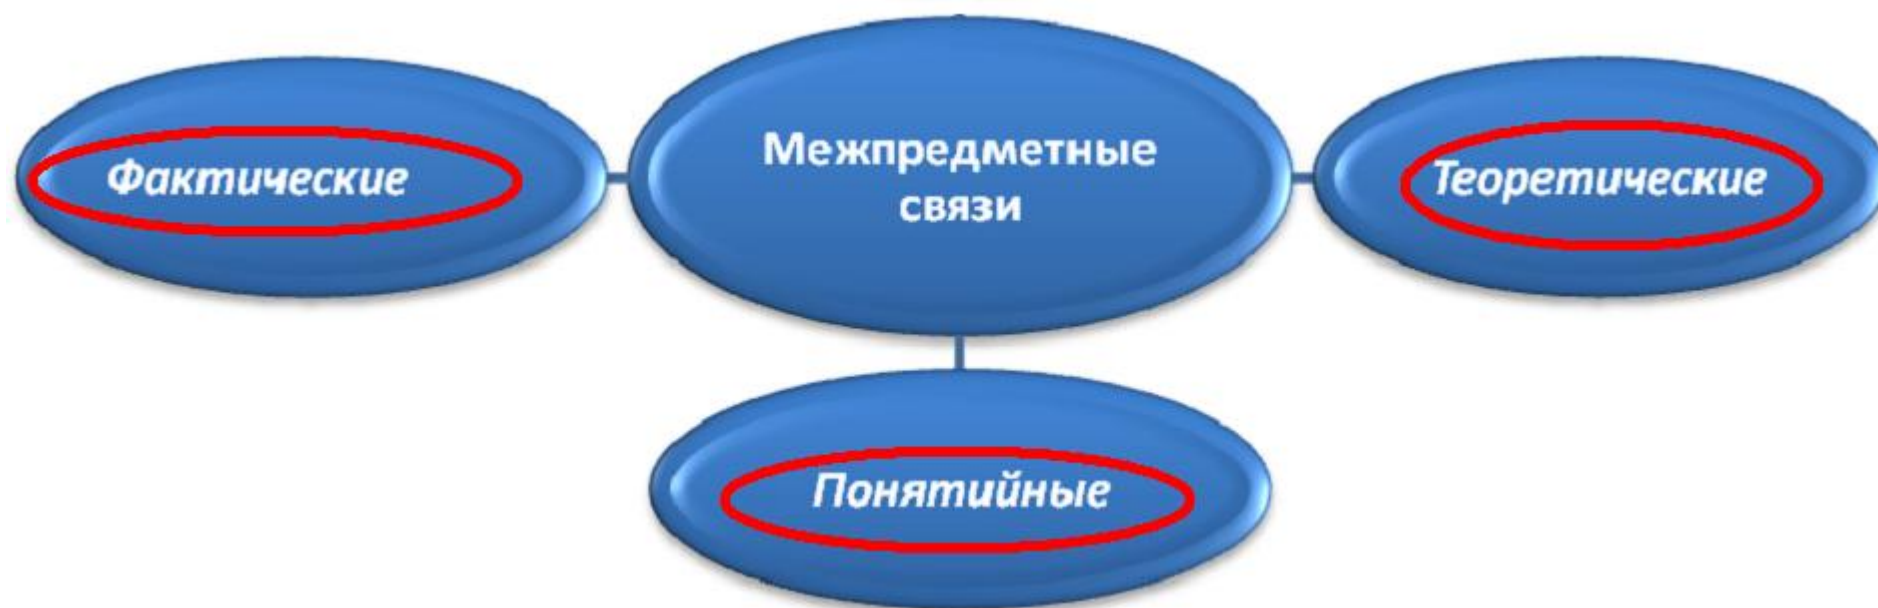 Фактические
Межпредметные
связи
Теоретические
Понятийные